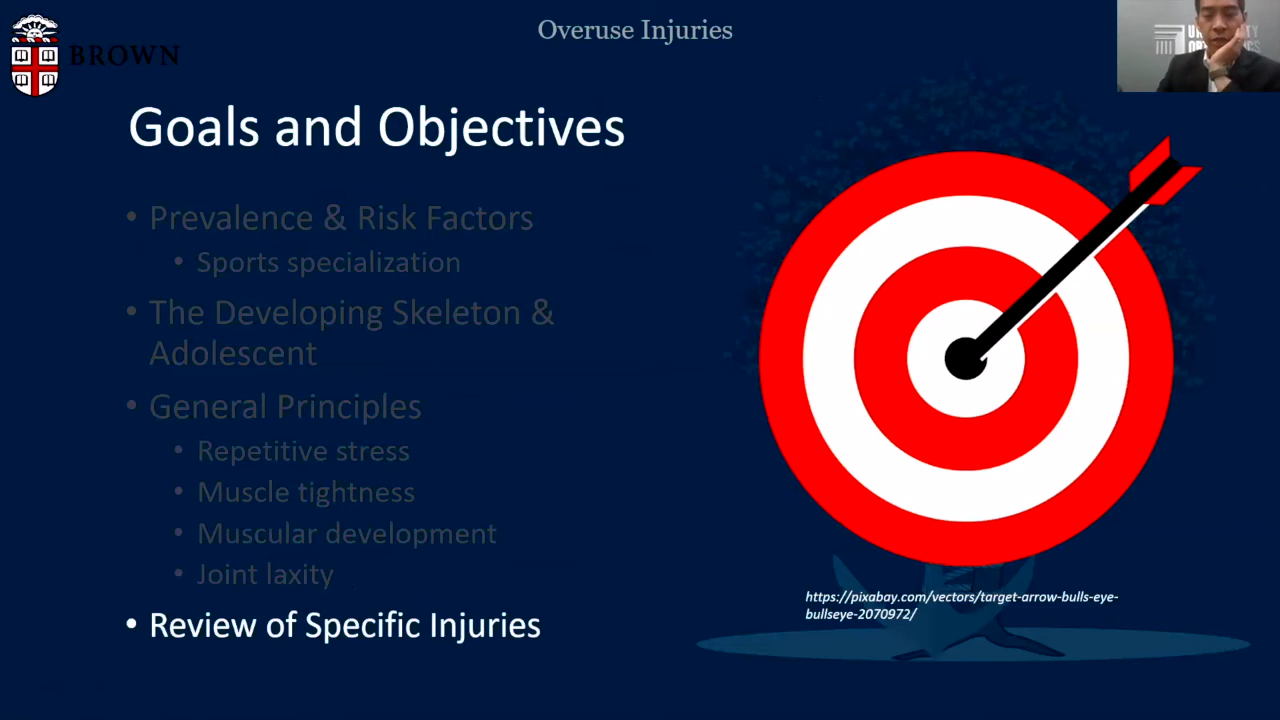 Overuse Injuries
BROWN
Goals and Objectives
• Prevalence & Risk Factors
• Sports specialization
• The Developing Skeleton &
Adolescent
• General Principles
• Repetitive stress
• Muscle tightness
• Muscular development
• Joint laxity
• Review of Specific Injuries
https://pixabay.com/vectors/target-arrow-bulls-eye-
bullseye-2070972/